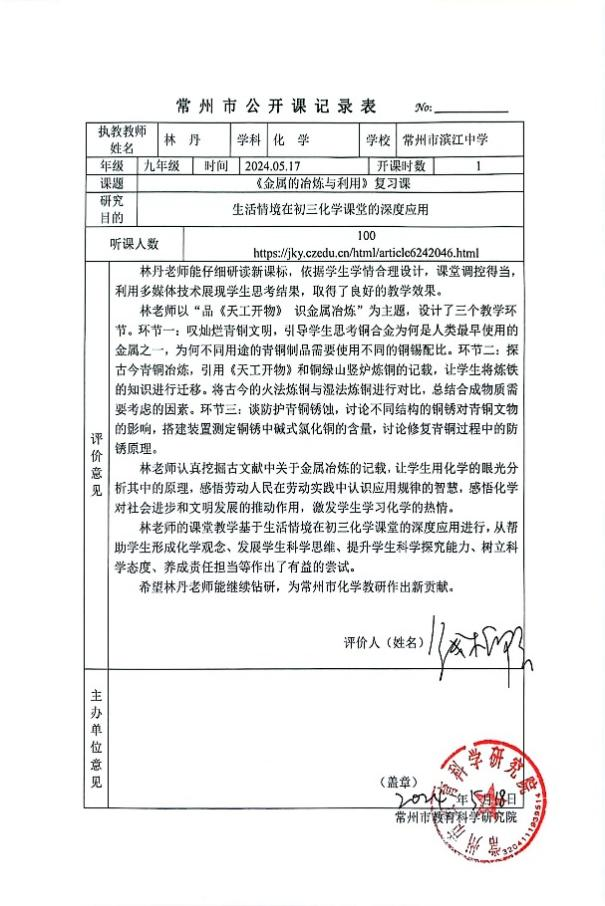 常州市公开课记录表 No:
执教教师姓名 林 丹 学科 化 学 学校 常州市滨江中学
年级 九年级 时间 2024.05.17 开课时数 1
课题 《金属的冶炼与利用》复习课
研究目的 生活情境在初三化学课堂的深度应用
听课人数 100
https://jky.czedu.cn/html/article6242046.html
评价意见
林丹老师能仔细研读新课标，依据学生学情合理设计，课堂调控得当，
利用多媒体技术展现学生思考结果，取得了良好的教学效果。
林老师以“品《天工开物》 识金属冶炼”为主题，设计了三个教学环
节。环节一：叹灿烂青铜文明，引导学生思考铜合金为何是人类最早使用的
金属之一，为何不同用途的青铜制品需要使用不同的铜锡配比。环节二：探
古今青铜冶炼，引用《天工开物》和铜绿山竖炉炼铜的记载，让学生将炼铁
的知识进行迁移。将古今的火法炼铜与湿法炼铜进行对比，总结合成物质需
要考虑的因素。环节三：谈防护青铜锈蚀，讨论不同结构的铜锈对青铜文物
的影响，搭建装置测定铜锈中碱式氯化铜的含量，讨论修复青铜过程中的防
锈原理。
林老师认真挖掘古文献中关于金属冶炼的记载，让学生用化学的眼光分
析其中的原理，感悟劳动人民在劳动实践中认识应用规律的智慧，感悟化学
对社会进步和文明发展的推动作用，激发学生学习化学的热情。
林老师的课堂教学基于生活情境在初三化学课堂的深度应用进行，从帮
助学生形成化学观念、发展学生科学思维、提升学生科学探究能力、树立科
学态度、养成责任担当等作出了有益的尝试。
希望林丹老师能继续钻研，为常州市化学教研作出新贡献。
评价人（姓名）
主办单位意见
（盖章）
2024年5月18日
常州市教育科学研究院
常州市教育科学研究院